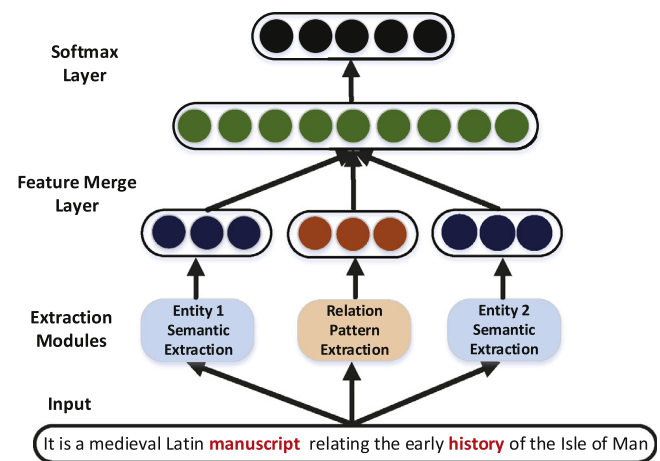 Softmax
Layer
Feature Merge
Layer
Extraction
Modules
Entity 1
Semantic
Extraction
Relation
Pattern
Extraction
Entity 2
Semantic
Extraction
Input
It is a medieval Latin manuscript relating the early history of the Isle of Man